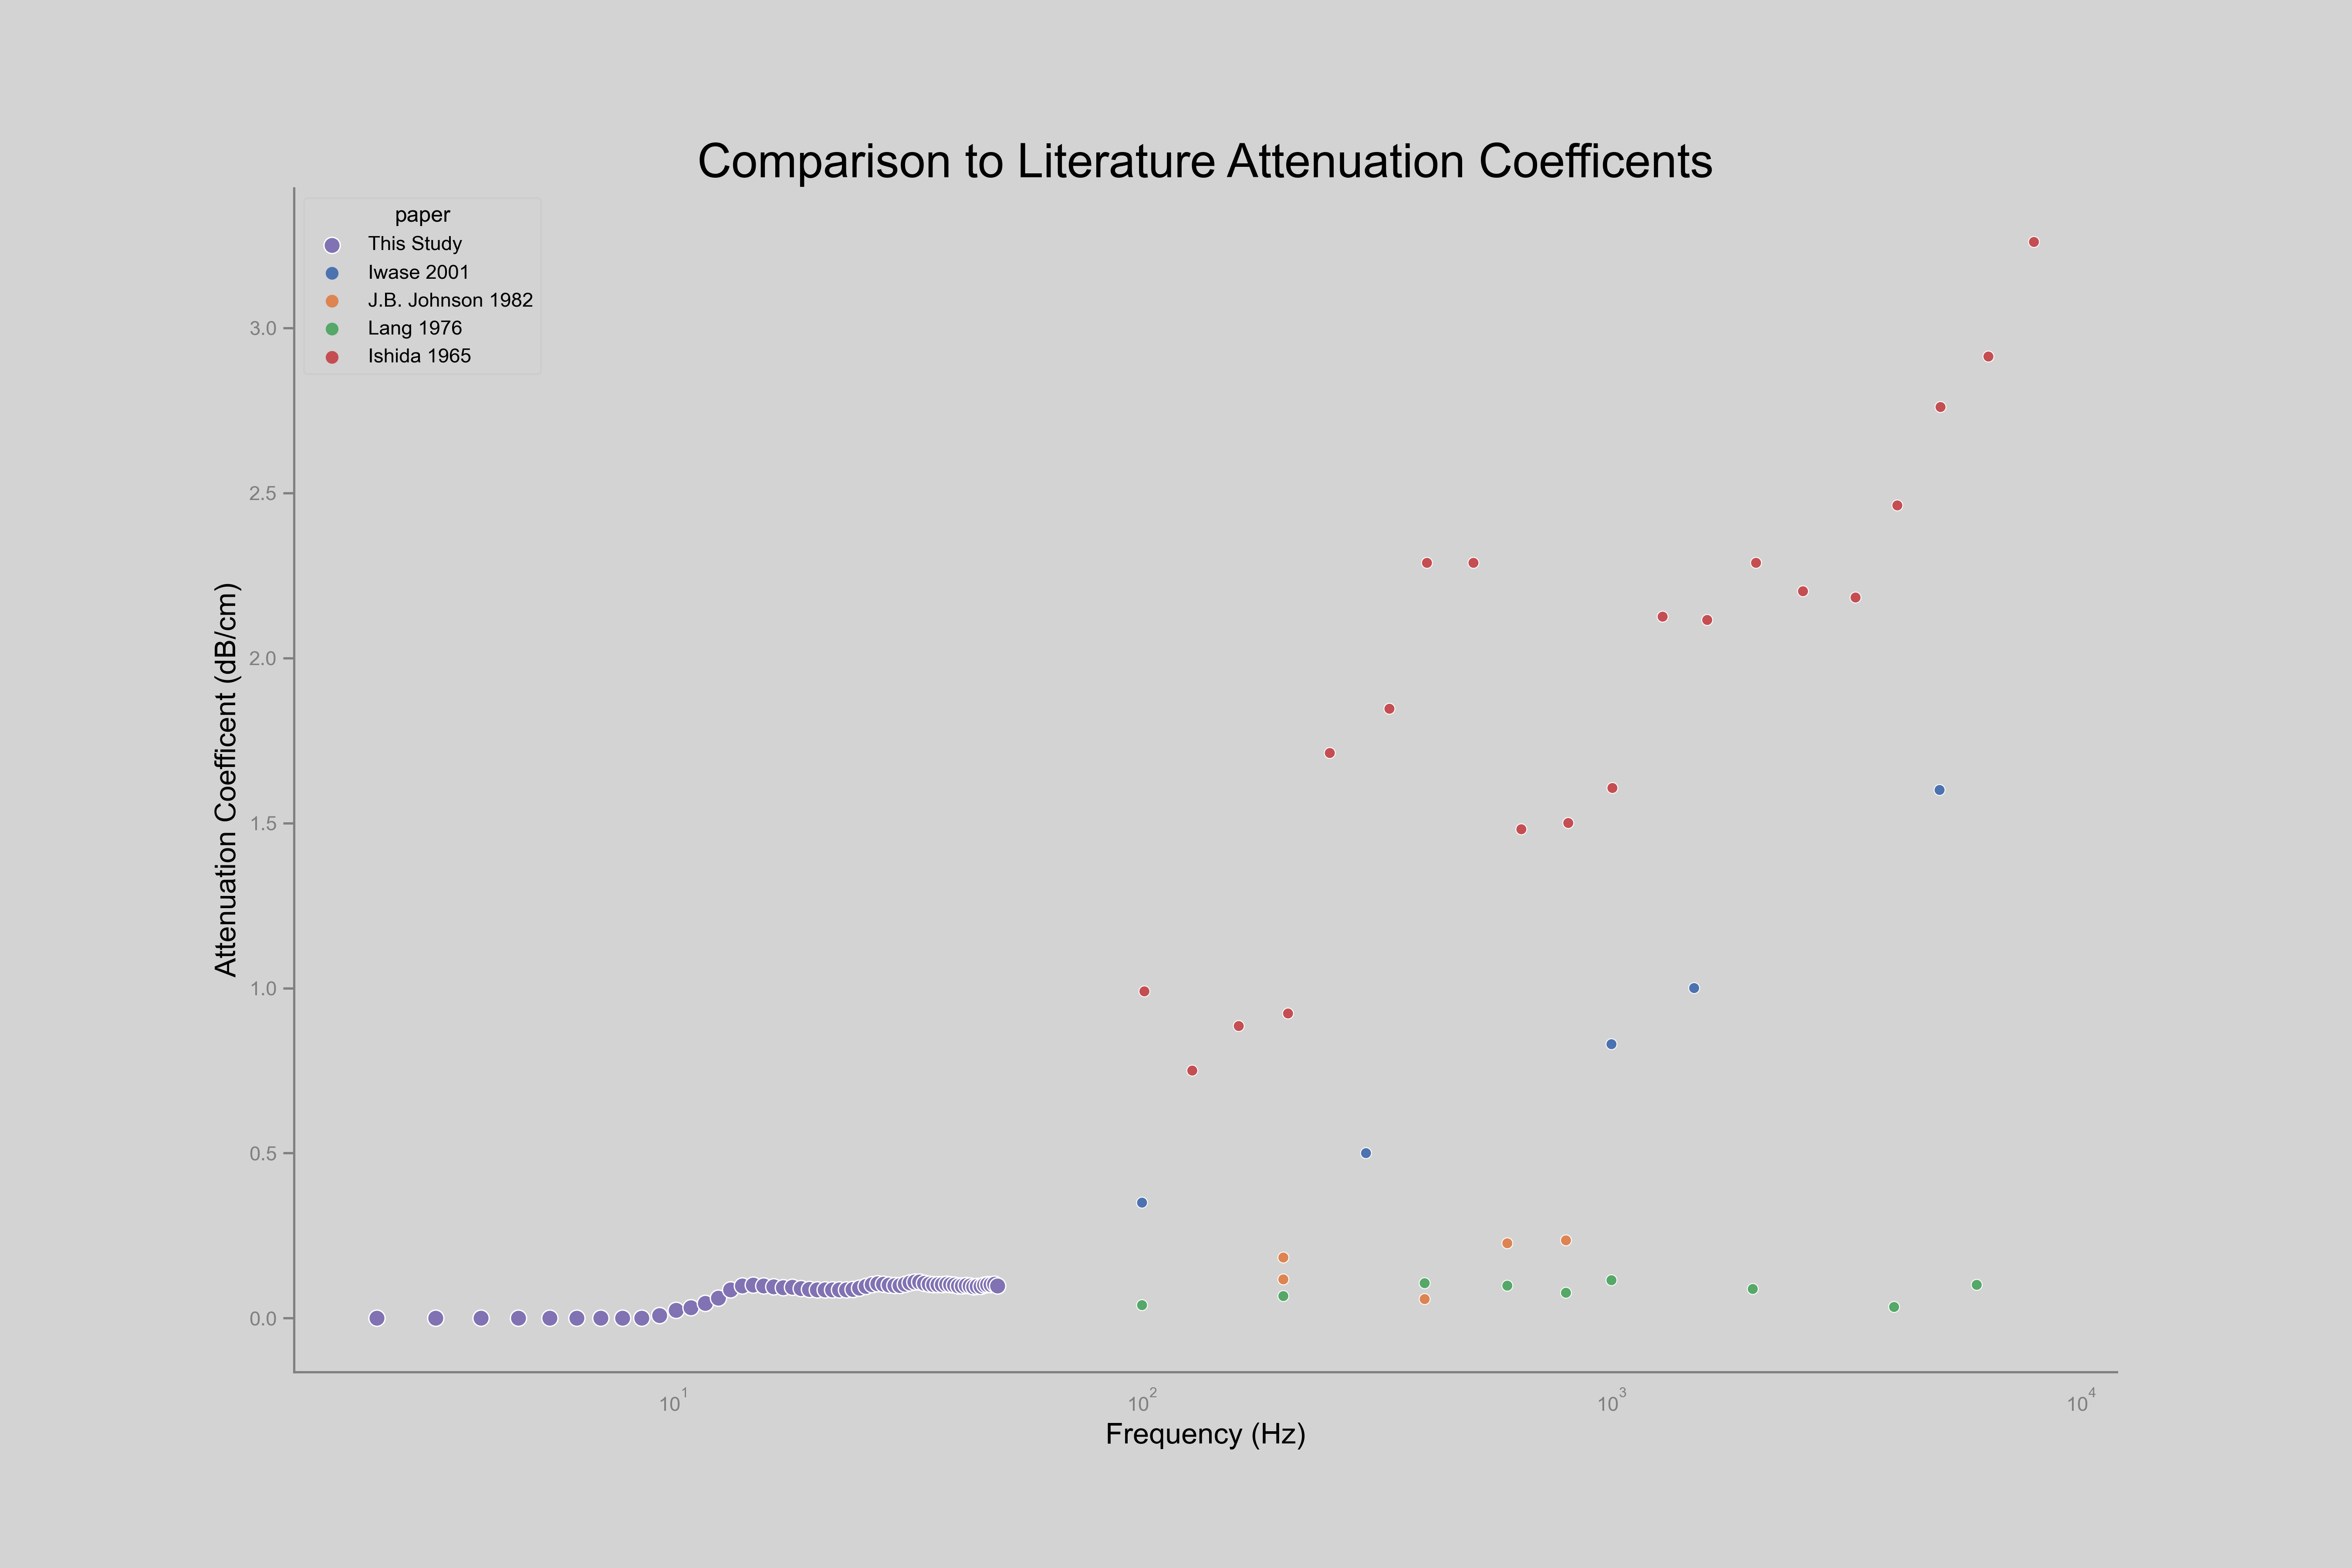 Comparison to Literature Attenuation Coefficents
paper
This Study
Iwase 2001
J.B. Johnson 1982
Lang 1976
Ishida 1965
Attenuation Coefficent (dB/cm)
3.0
2.5
2.0
1.5
1.0
0.5
0.0
10¹ 10² 10³ 10⁴
Frequency (Hz)